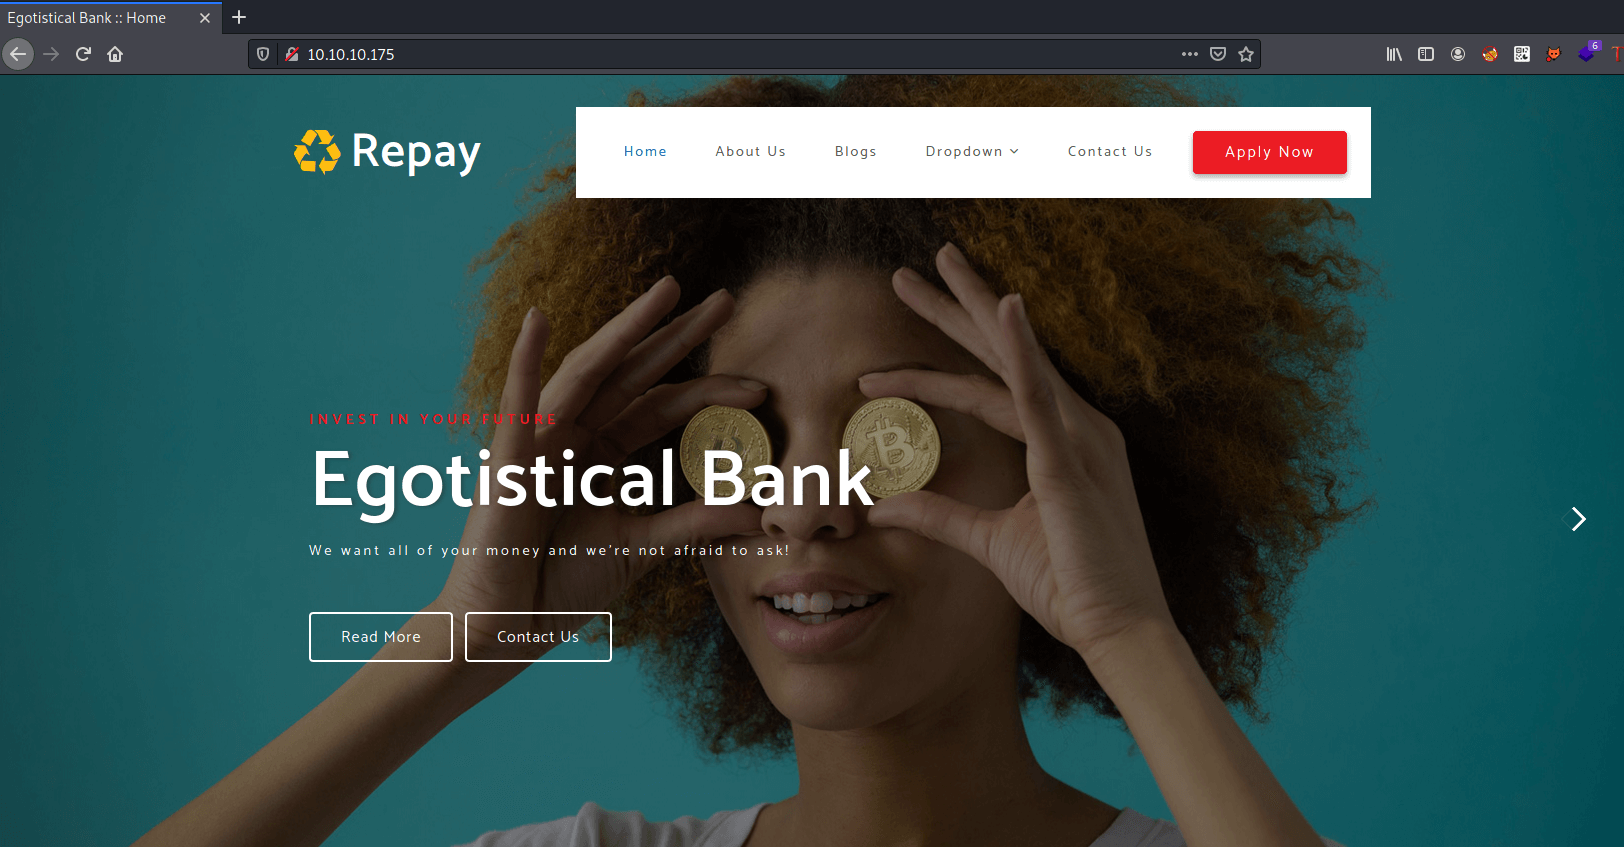 Egotistical Bank :: Home
10.10.10.175
6
Repay
Home About Us Blogs Dropdown Contact Us Apply Now
INVEST IN YOUR FUTURE
Egotistical Bank
We want all of your money and we're not afraid to ask!
Read More Contact Us